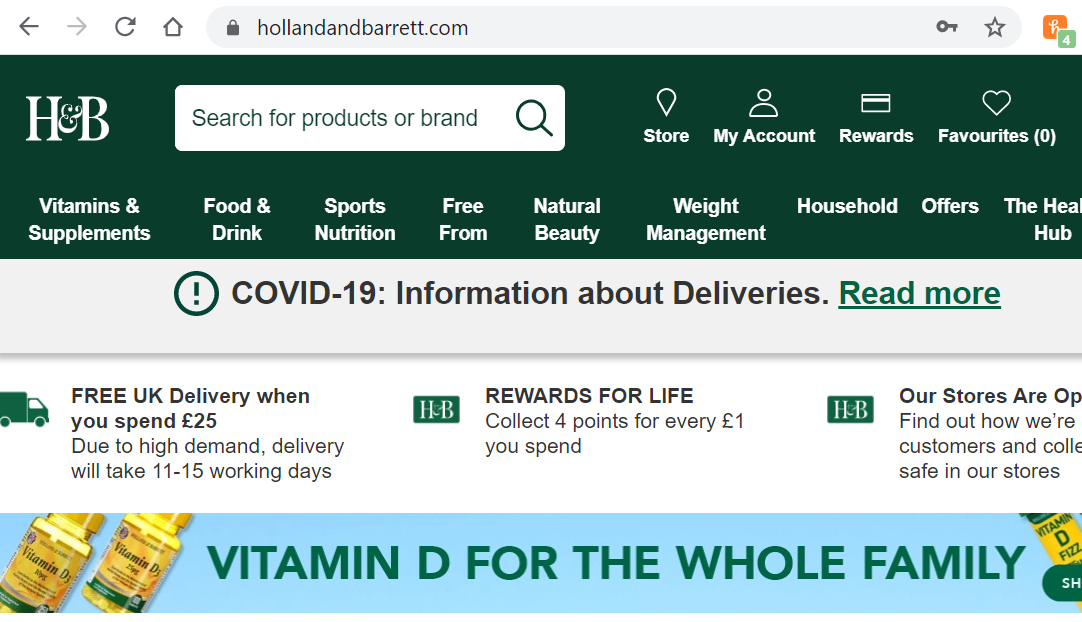 hollandandbarrett.com
4
H&B
Search for products or brand
Store
My Account
Rewards
Favourites (0)
Vitamins &
Supplements
Food &
Drink
Sports
Nutrition
Free
From
Natural
Beauty
Weight
Management
Household
Offers
The Heal
Hub
COVID-19: Information about Deliveries. Read more
FREE UK Delivery when
you spend £25
Due to high demand, delivery
will take 11-15 working days
H&B
REWARDS FOR LIFE
Collect 4 points for every £1
you spend
H&B
Our Stores Are Op
Find out how we're
customers and colle
safe in our stores
Vitamin D3
10µg
Vitamin D3
25µg
VITAMIN D FOR THE WHOLE FAMILY
VITAMIN
D
FIZZ
SH